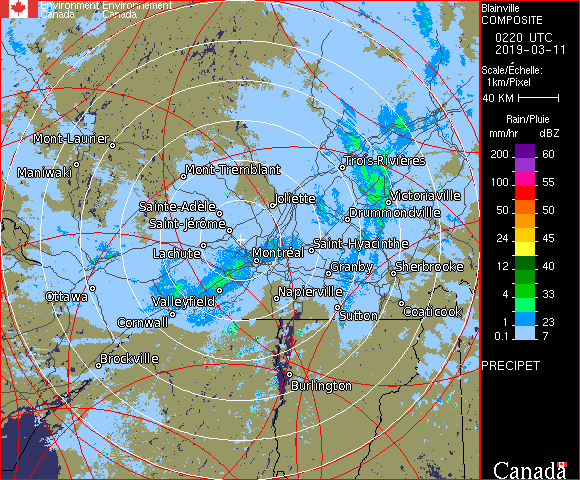 Environment Environnement
Canada Canada
Mont-Laurier
Maniwaki
Mont-Tremblant
Trois-Rivières
Sainte-Adèle
Joliette
Victoriaville
Saint-Jérôme
Drummondville
Lachute
Montréal
Saint-Hyacinthe
Granby
Sherbrooke
Ottawa
Valleyfield
Napierville
Cornwall
Sutton
Coaticook
Brockville
Burlington
Blainville
COMPOSITE
0220 UTC
2019-03-11
Scale/Échelle:
1km/Pixel
40 KM
Rain/Pluie
mm/hr dBZ
200 60
100 55
50 50
24 45
12 40
4 33
1 23
0.1 7
PRECIPET
Canada